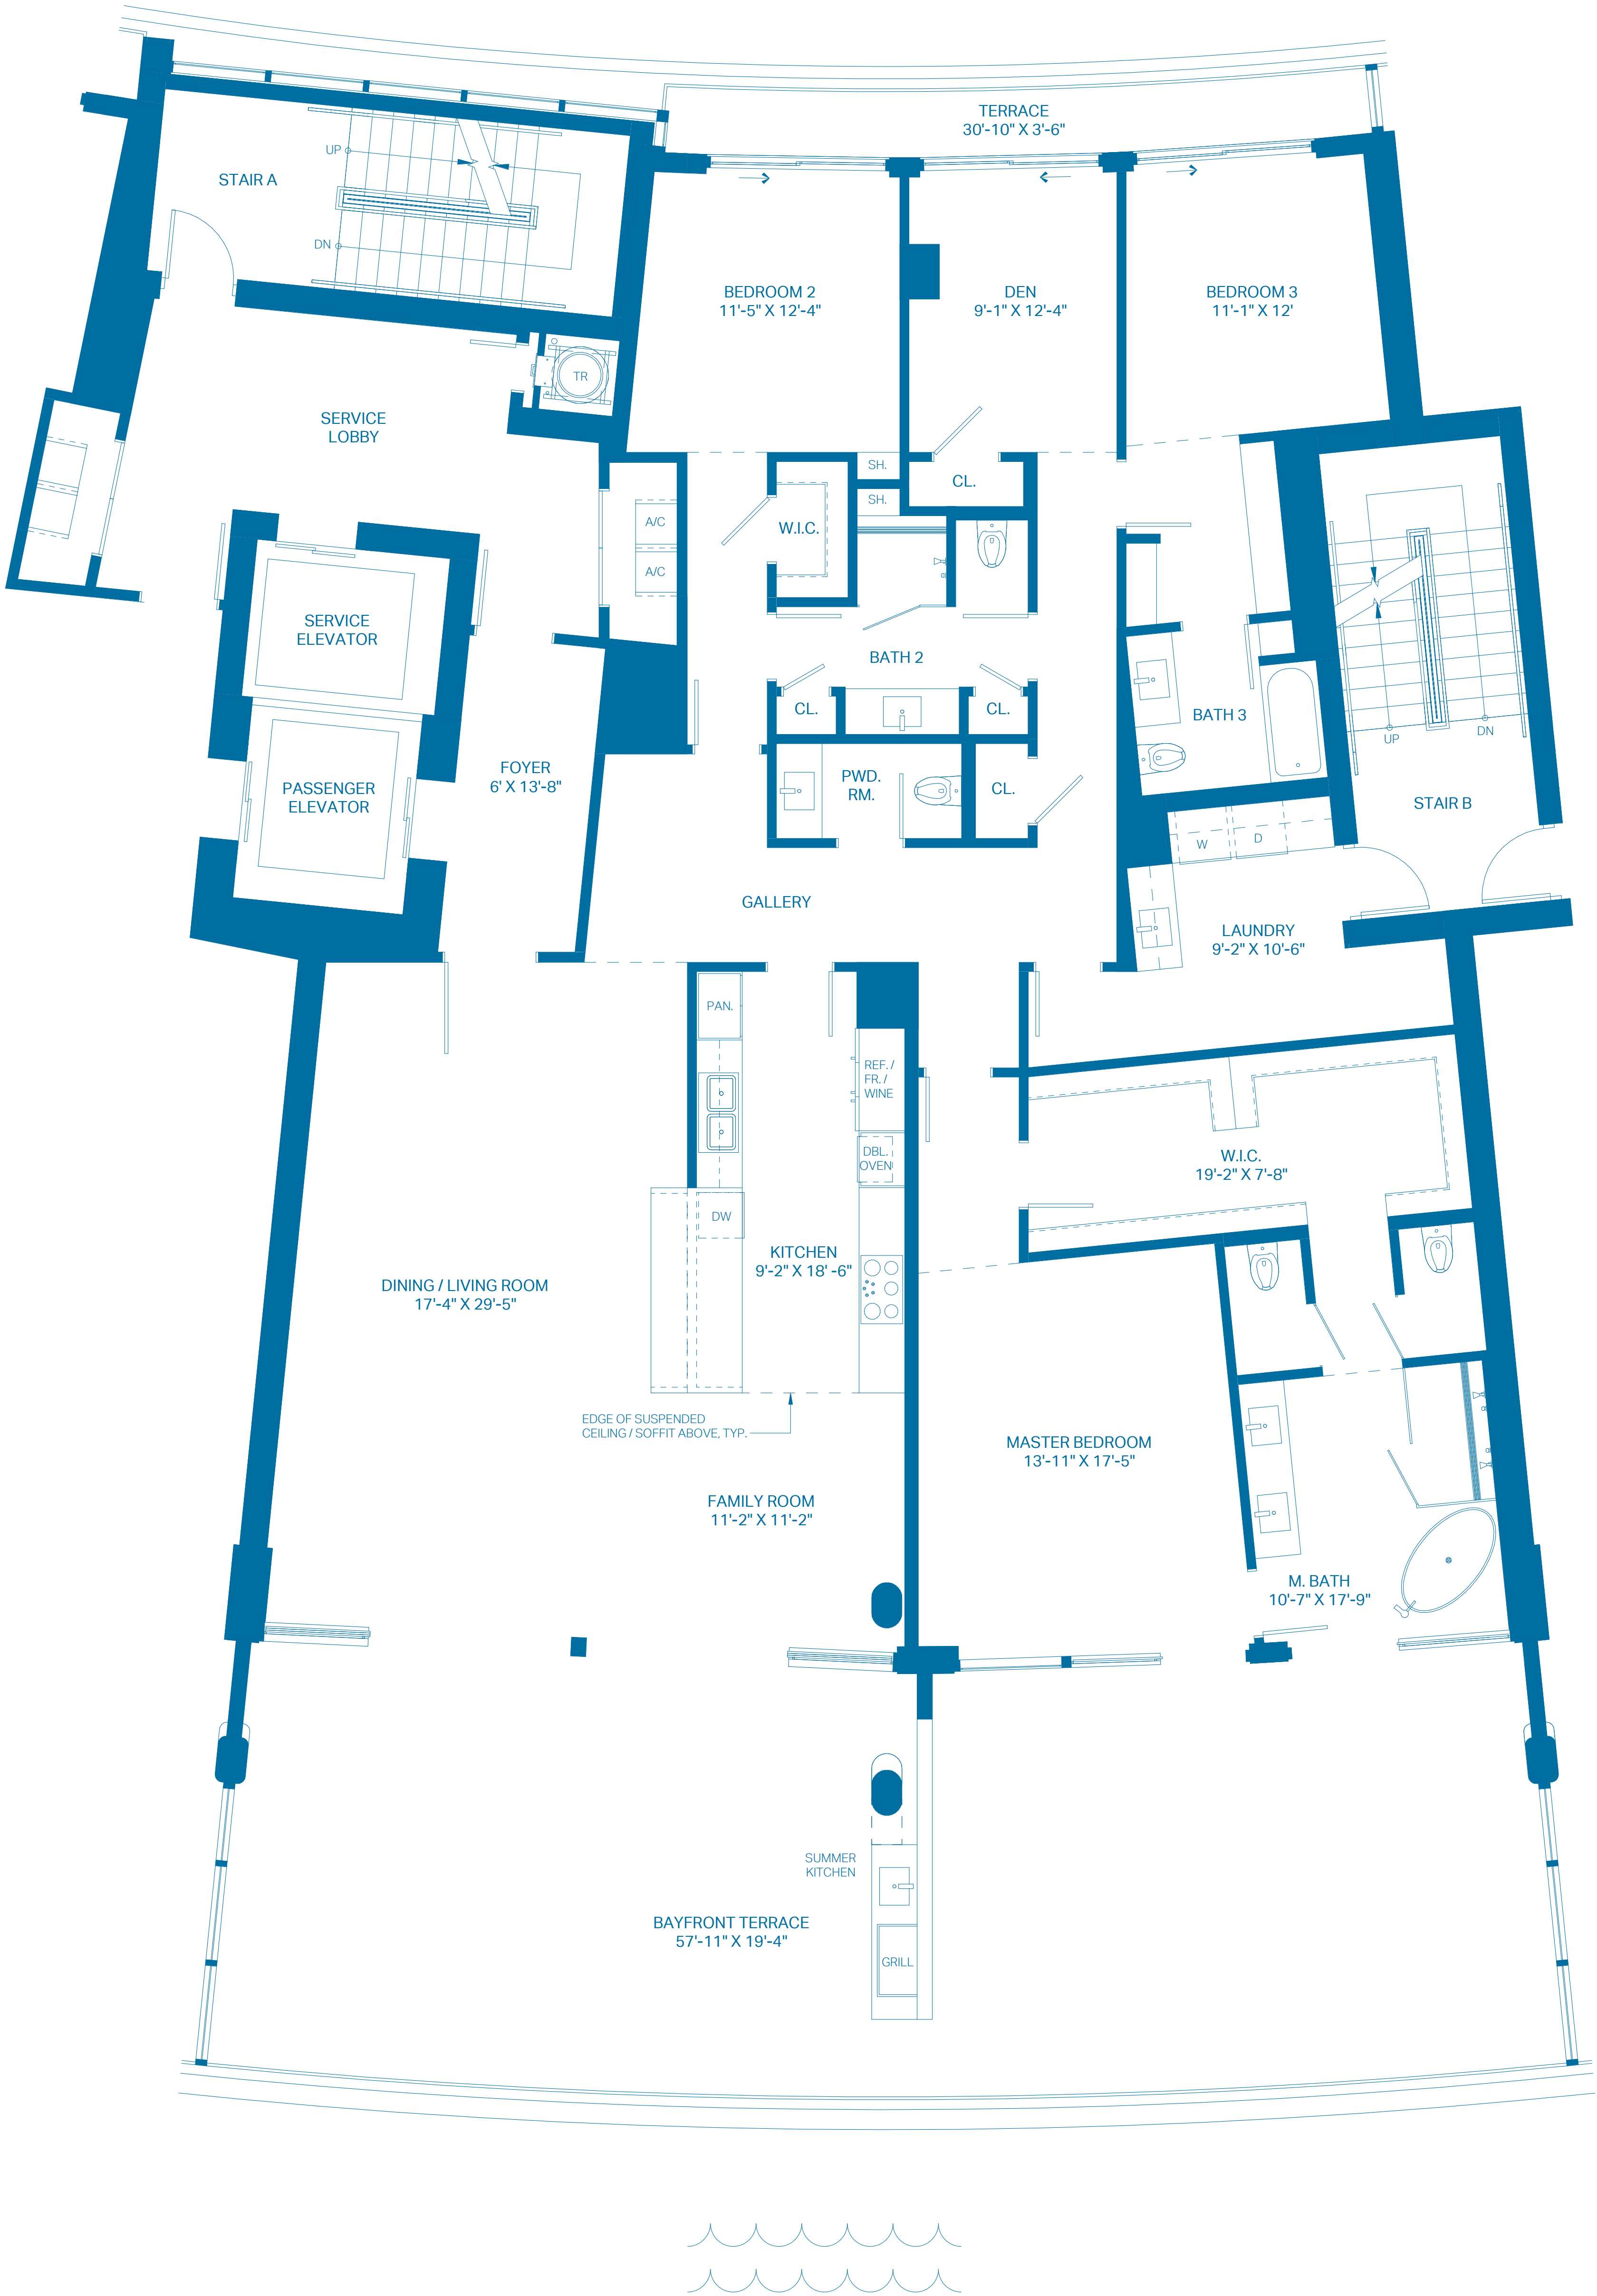 TERRACE
30'-10" X 3'-6"
UP
STAIR A
DN
BEDROOM 2
11'-5" X 12'-4"
DEN
9'-1" X 12'-4"
BEDROOM 3
11'-1" X 12'
TR
SERVICE
LOBBY
SH.
SH.
CL.
A/C
A/C
W.I.C.
SERVICE
ELEVATOR
BATH 2
CL.
CL.
BATH 3
UP
DN
STAIR B
FOYER
6' X 13'-8"
PASSENGER
ELEVATOR
PWD.
RM.
CL.
W
D
GALLERY
LAUNDRY
9'-2" X 10'-6"
PAN.
REF. /
FR. /
WINE
DBL.
OVEN
W.I.C.
19'-2" X 7'-8"
DW
KITCHEN
9'-2" X 18' -6"
DINING / LIVING ROOM
17'-4" X 29'-5"
EDGE OF SUSPENDED
CEILING / SOFFIT ABOVE, TYP.
MASTER BEDROOM
13'-11" X 17'-5"
FAMILY ROOM
11'-2" X 11'-2"
M. BATH
10'-7" X 17'-9"
SUMMER
KITCHEN
BAYFRONT TERRACE
57'-11" X 19'-4"
GRILL